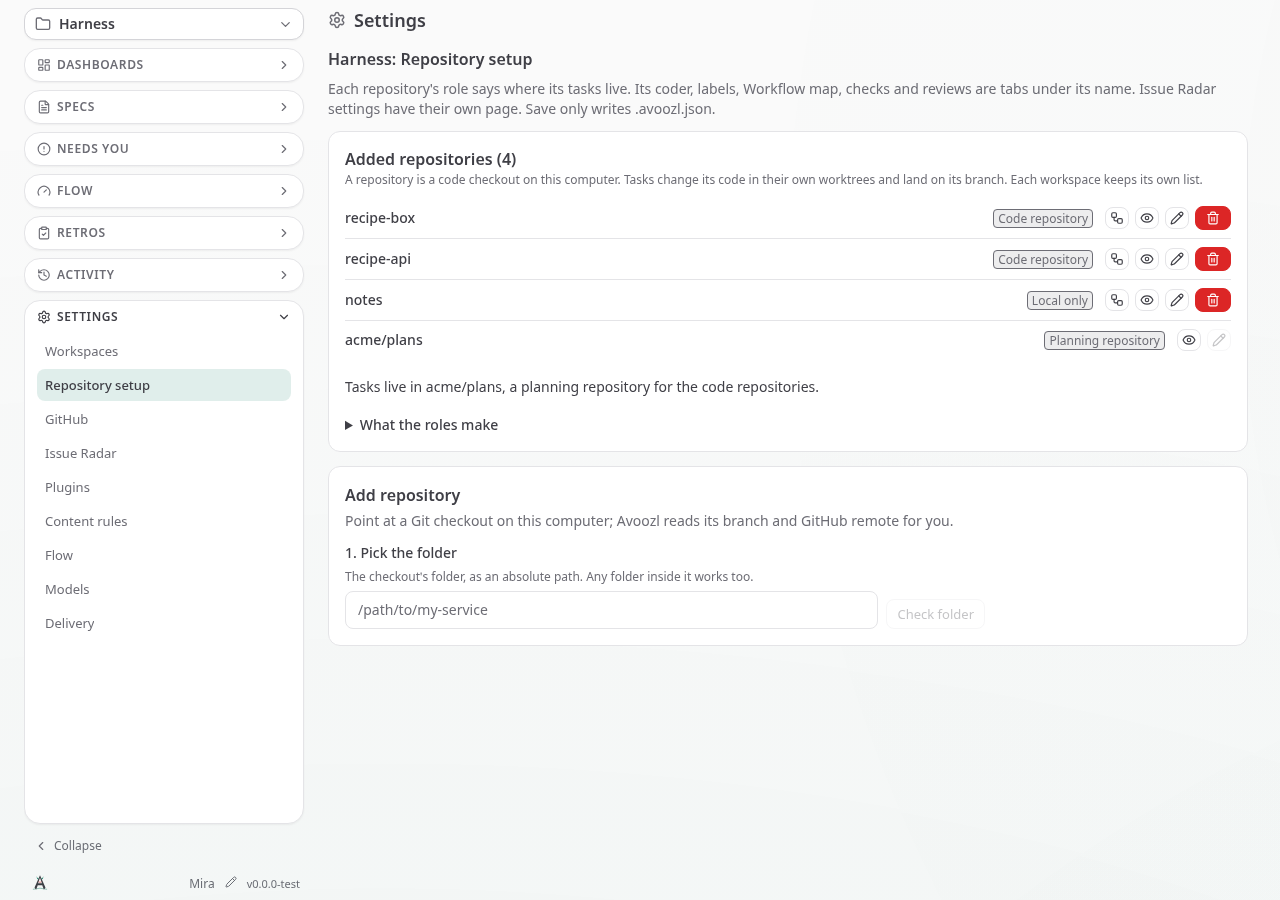 Harness
DASHBOARDS
SPECS
NEEDS YOU
FLOW
RETROS
ACTIVITY
SETTINGS
Workspaces
Repository setup
GitHub
Issue Radar
Plugins
Content rules
Flow
Models
Delivery
Collapse
Mira v0.0.0-test
Settings
Harness: Repository setup
Each repository's role says where its tasks live. Its coder, labels, Workflow map, checks and reviews are tabs under its name. Issue Radar
settings have their own page. Save only writes .avoozl.json.
Added repositories (4)
A repository is a code checkout on this computer. Tasks change its code in their own worktrees and land on its branch. Each workspace keeps its own list.
recipe-box Code repository
recipe-api Code repository
notes Local only
acme/plans Planning repository
Tasks live in acme/plans, a planning repository for the code repositories.
What the roles make
Add repository
Point at a Git checkout on this computer; Avoozl reads its branch and GitHub remote for you.
1. Pick the folder
The checkout's folder, as an absolute path. Any folder inside it works too.
/path/to/my-service Check folder